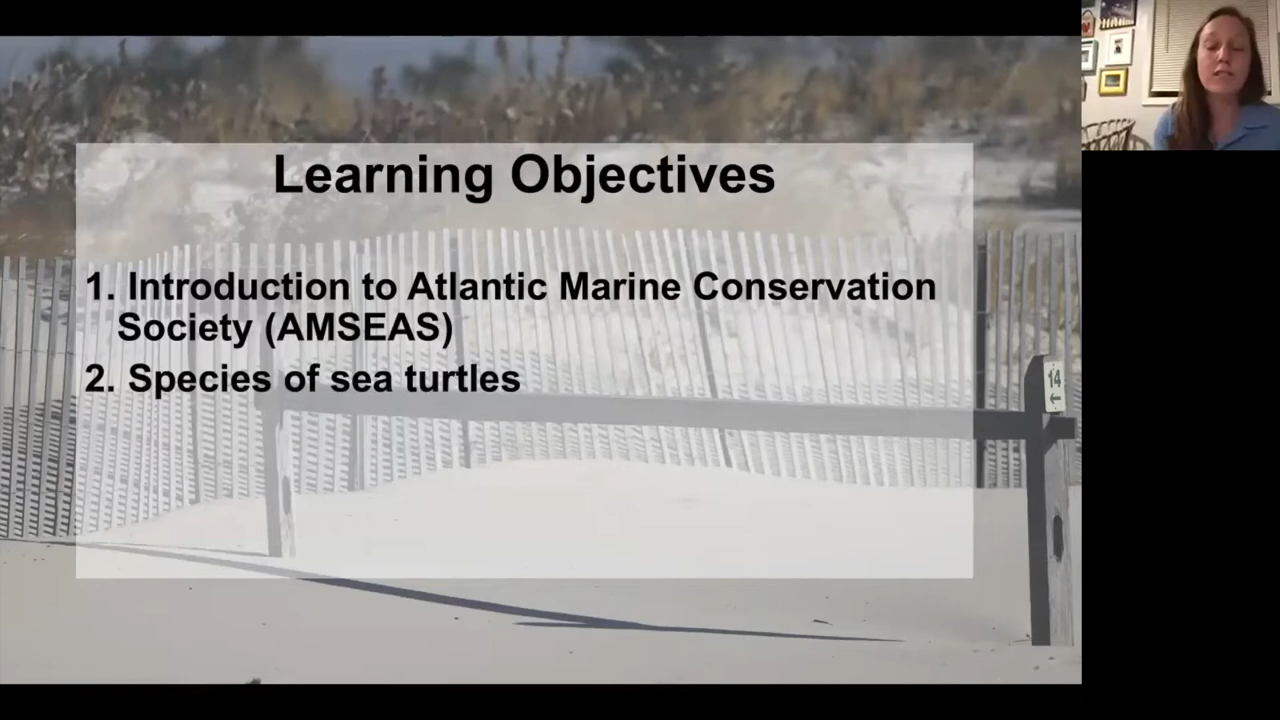 Learning Objectives
1. Introduction to Atlantic Marine Conservation
Society (AMSEAS)
2. Species of sea turtles
14